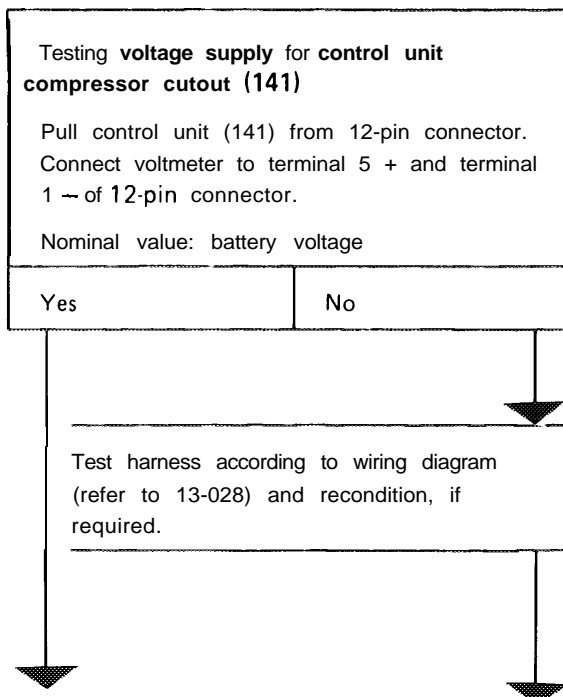 Testing voltage supply for control unit
compressor cutout (141)
Pull control unit (141) from 12-pin connector.
Connect voltmeter to terminal 5 + and terminal
1 – of 12-pin connector.
Nominal value: battery voltage
Yes
No
Test harness according to wiring diagram
(refer to 13-028) and recondition, if
required.